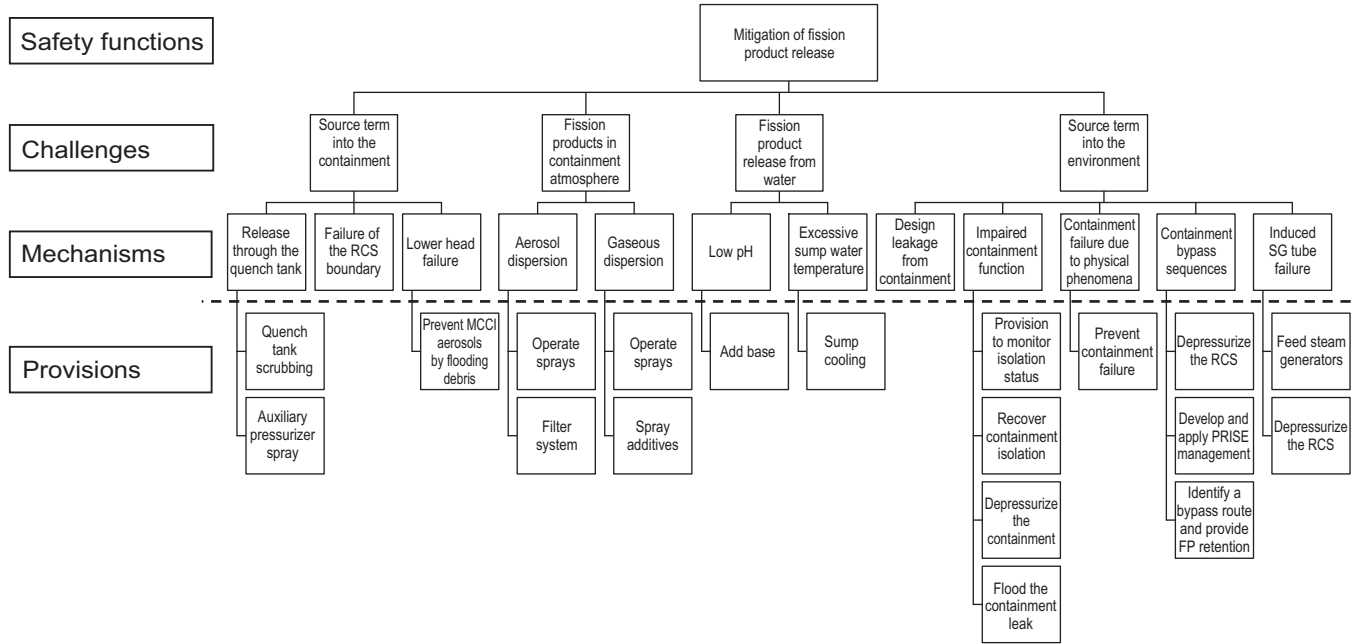 Safety functions
Mitigation of fission
product release
Challenges
Source term
into the
containment
Fission
products in
containment
atmosphere
Fission
product
release from
water
Source term
into the
environment
Mechanisms
Release
through the
quench tank
Failure of
the RCS
boundary
Lower head
failure
Aerosol
dispersion
Gaseous
dispersion
Low pH
Excessive
sump water
temperature
Design
leakage
from
containment
Impaired
containment
function
Containment
failure due
to physical
phenomena
Containment
bypass
sequences
Induced
SG tube
failure
Provisions
Quench
tank
scrubbing
Auxiliary
pressurizer
spray
Prevent MCCI
aerosols
by flooding
debris
Operate
sprays
Filter
system
Operate
sprays
Spray
additives
Add base
Sump
cooling
Provision
to monitor
isolation
status
Recover
containment
isolation
Depressurize
the
containment
Flood the
containment
leak
Prevent
containment
failure
Depressurize
the RCS
Develop and
apply PRISE
management
Identify a
bypass route
and provide
FP retention
Feed steam
generators
Depressurize
the RCS